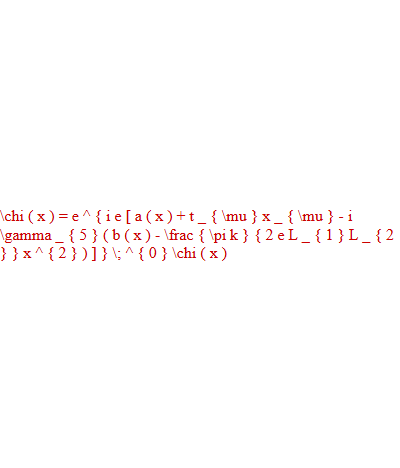 \chi ( x ) = e ^ { i e [ a ( x ) + t _ { \mu } x _ { \mu } - i
\gamma _ { 5 } ( b ( x ) - \frac { \pi k } { 2 e L _ { 1 } L _ { 2
} } x ^ { 2 } ) ] } \; ^ { 0 } \chi ( x )